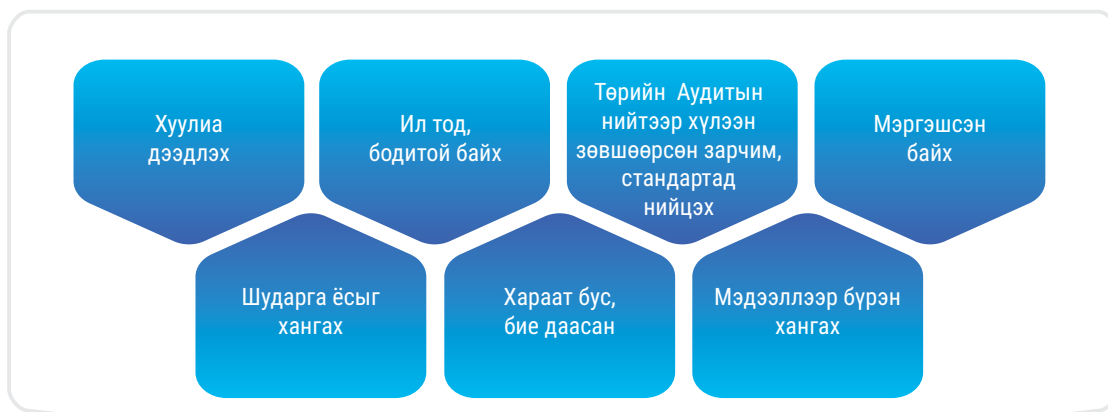 Хуулиа
дээдлэх
Ил тод,
бодитой байх
Төрийн Аудитын
нийтээр хүлээн
зөвшөөрсөн зарчим,
стандартад
нийцэх
Мэргэшсэн
байх
Шударга ёсыг
хангах
Хараат бус,
бие даасан
Мэдээллээр бүрэн
хангах